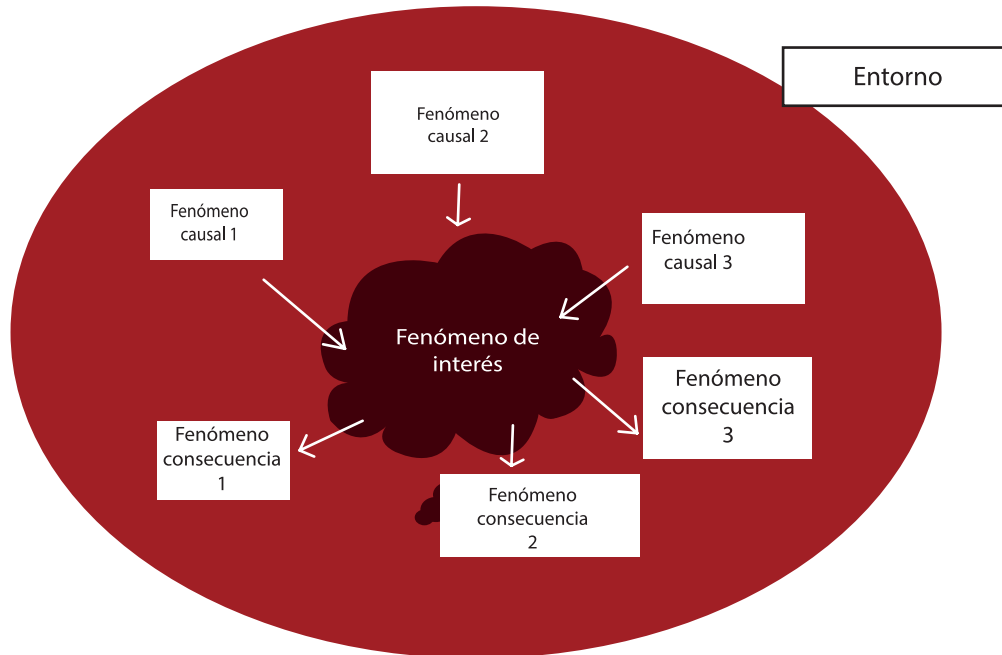 Entorno
Fenómeno
causal 2
Fenómeno
causal 1
Fenómeno
causal 3
Fenómeno de
interés
Fenómeno
consecuencia
3
Fenómeno
consecuencia
1
Fenómeno
consecuencia
2